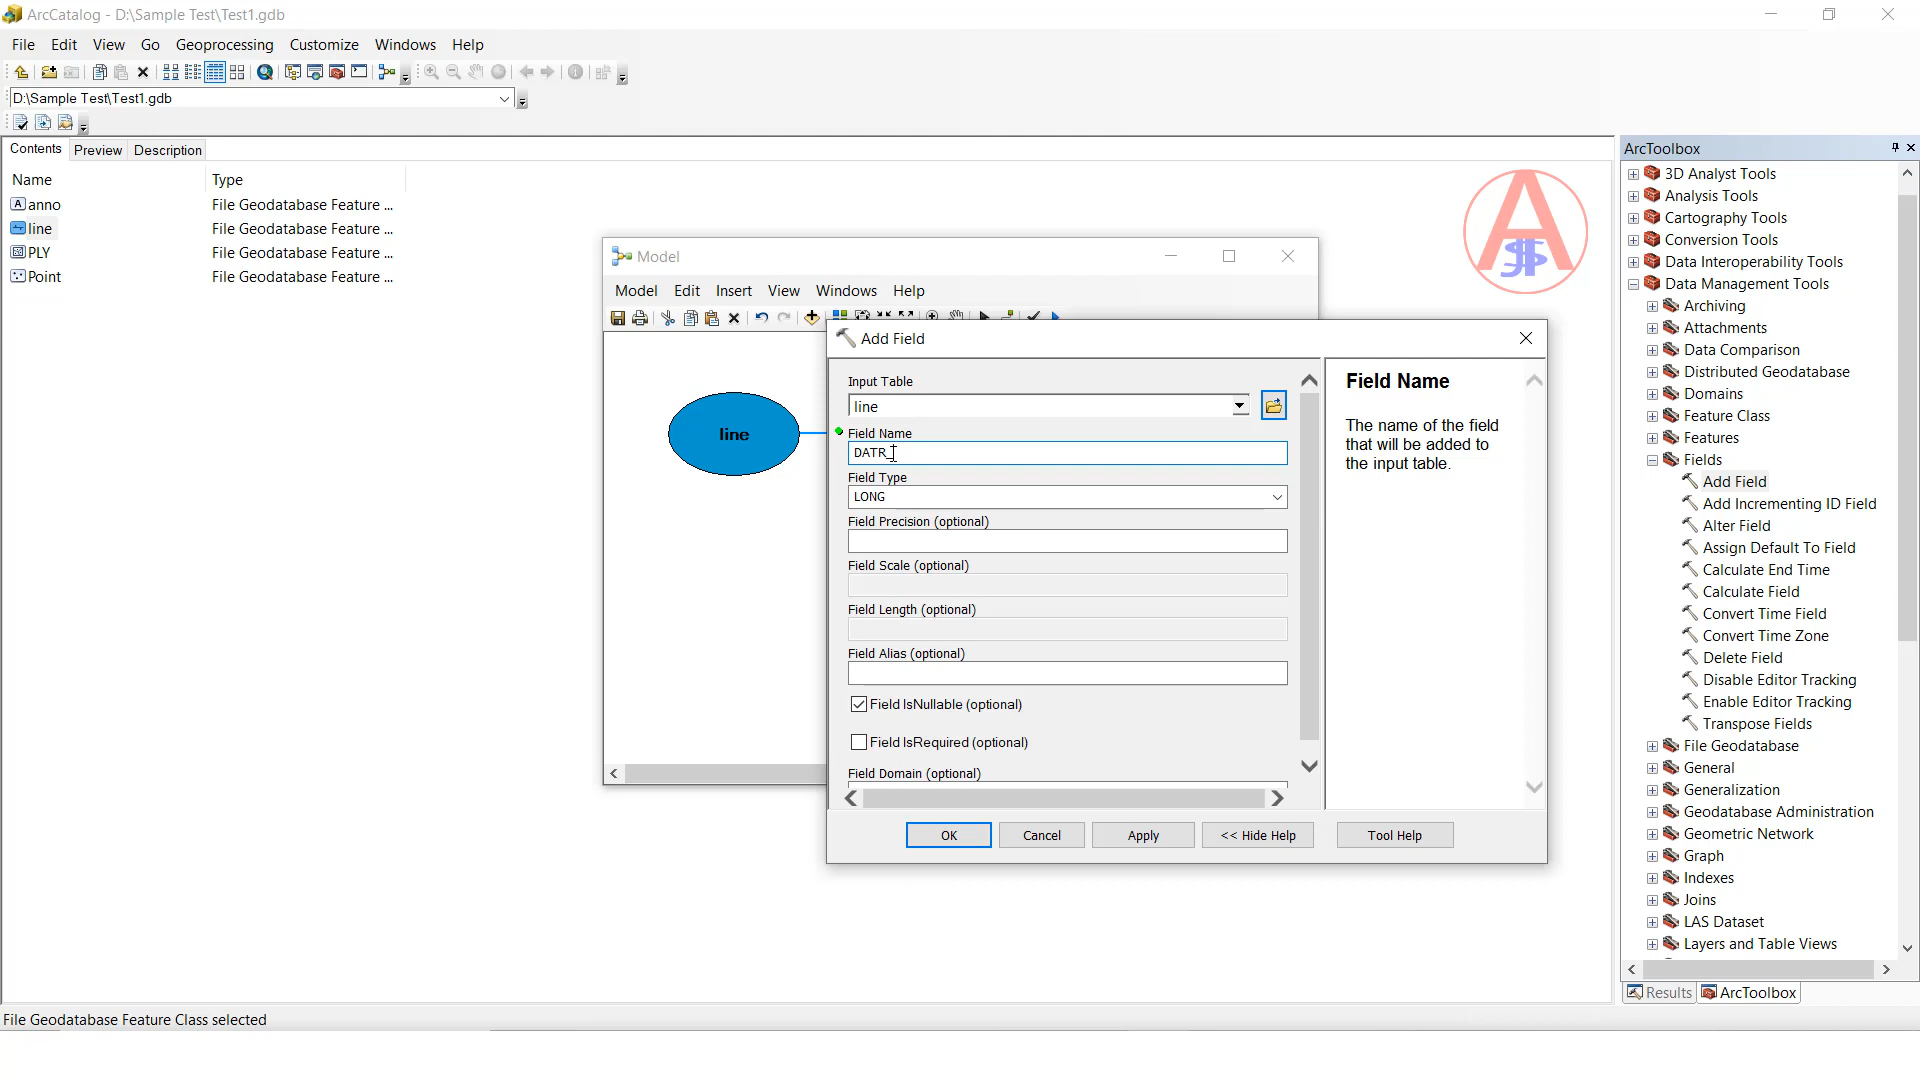 ArcCatalog - D:\Sample Test\Test1.gdb
File Edit View Go Geoprocessing Customize Windows Help
D:\Sample Test\Test1.gdb
Contents Preview Description
Name Type
anno File Geodatabase Feature ...
line File Geodatabase Feature ...
PLY File Geodatabase Feature ...
Point File Geodatabase Feature ...
Model
Model Edit Insert View Windows Help
line
Add Field
Input Table
line
Field Name
DATR_
Field Type
LONG
Field Precision (optional)
Field Scale (optional)
Field Length (optional)
Field Alias (optional)
Field IsNullable (optional)
Field IsRequired (optional)
Field Domain (optional)
OK Cancel Apply << Hide Help Tool Help
Field Name
The name of the field
that will be added to
the input table.
ArcToolbox
3D Analyst Tools
Analysis Tools
Cartography Tools
Conversion Tools
Data Interoperability Tools
Data Management Tools
Archiving
Attachments
Data Comparison
Distributed Geodatabase
Domains
Feature Class
Features
Fields
Add Field
Add Incrementing ID Field
Alter Field
Assign Default To Field
Calculate End Time
Calculate Field
Convert Time Field
Convert Time Zone
Delete Field
Disable Editor Tracking
Enable Editor Tracking
Transpose Fields
File Geodatabase
General
Generalization
Geodatabase Administration
Geometric Network
Graph
Indexes
Joins
LAS Dataset
Layers and Table Views
Results ArcToolbox
File Geodatabase Feature Class selected